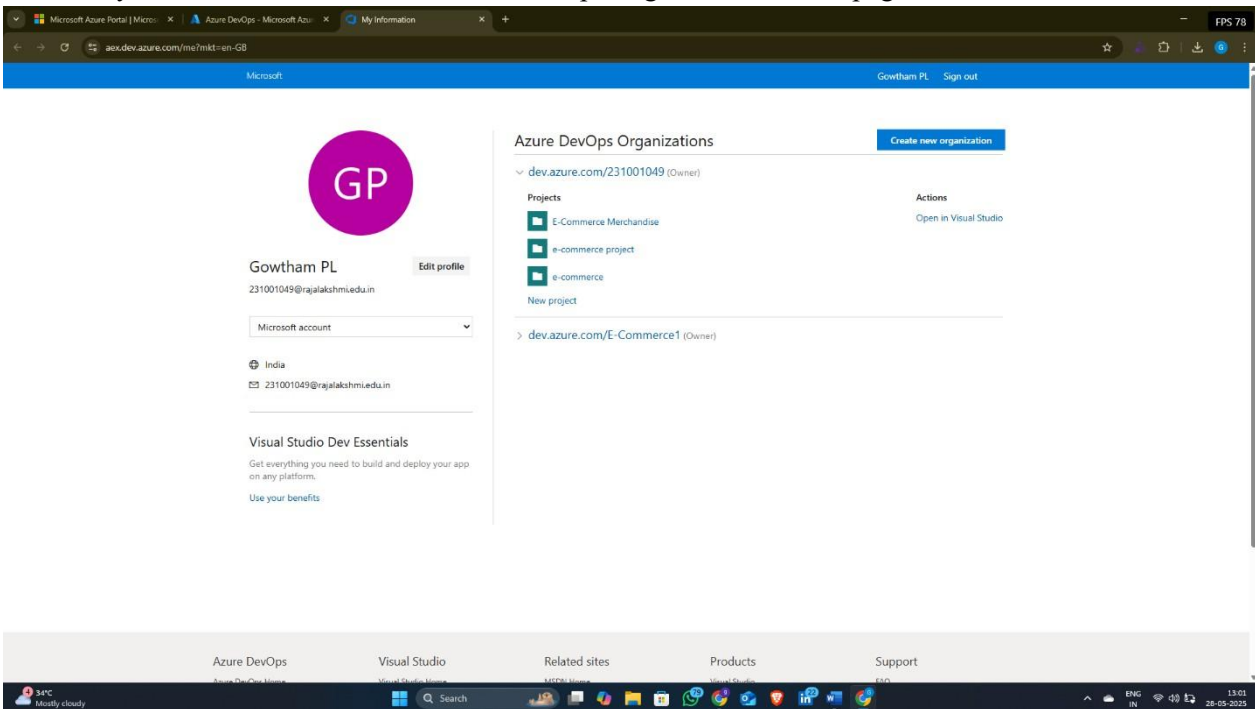 Microsoft Azure Portal | Micros
Azure DevOps - Microsoft Azu
My Information
FPS 78
aex.dev.azure.com/me?mkt=en-GB
G
Microsoft
Gowtham PL
Sign out
GP
Gowtham PL
Edit profile
231001049@rajalakshmi.edu.in
Microsoft account
India
231001049@rajalakshmi.edu.in
Visual Studio Dev Essentials
Get everything you need to build and deploy your app
on any platform.
Use your benefits
Azure DevOps Organizations
Create new organization
dev.azure.com/231001049 (Owner)
Projects
Actions
E-Commerce Merchandise
Open in Visual Studio
e-commerce project
e-commerce
New project
dev.azure.com/E-Commerce1 (Owner)
Azure DevOps
Visual Studio
Related sites
Products
Support
34°C
Mostly cloudy
Search
ENG
IN
13:01
28-05-2025